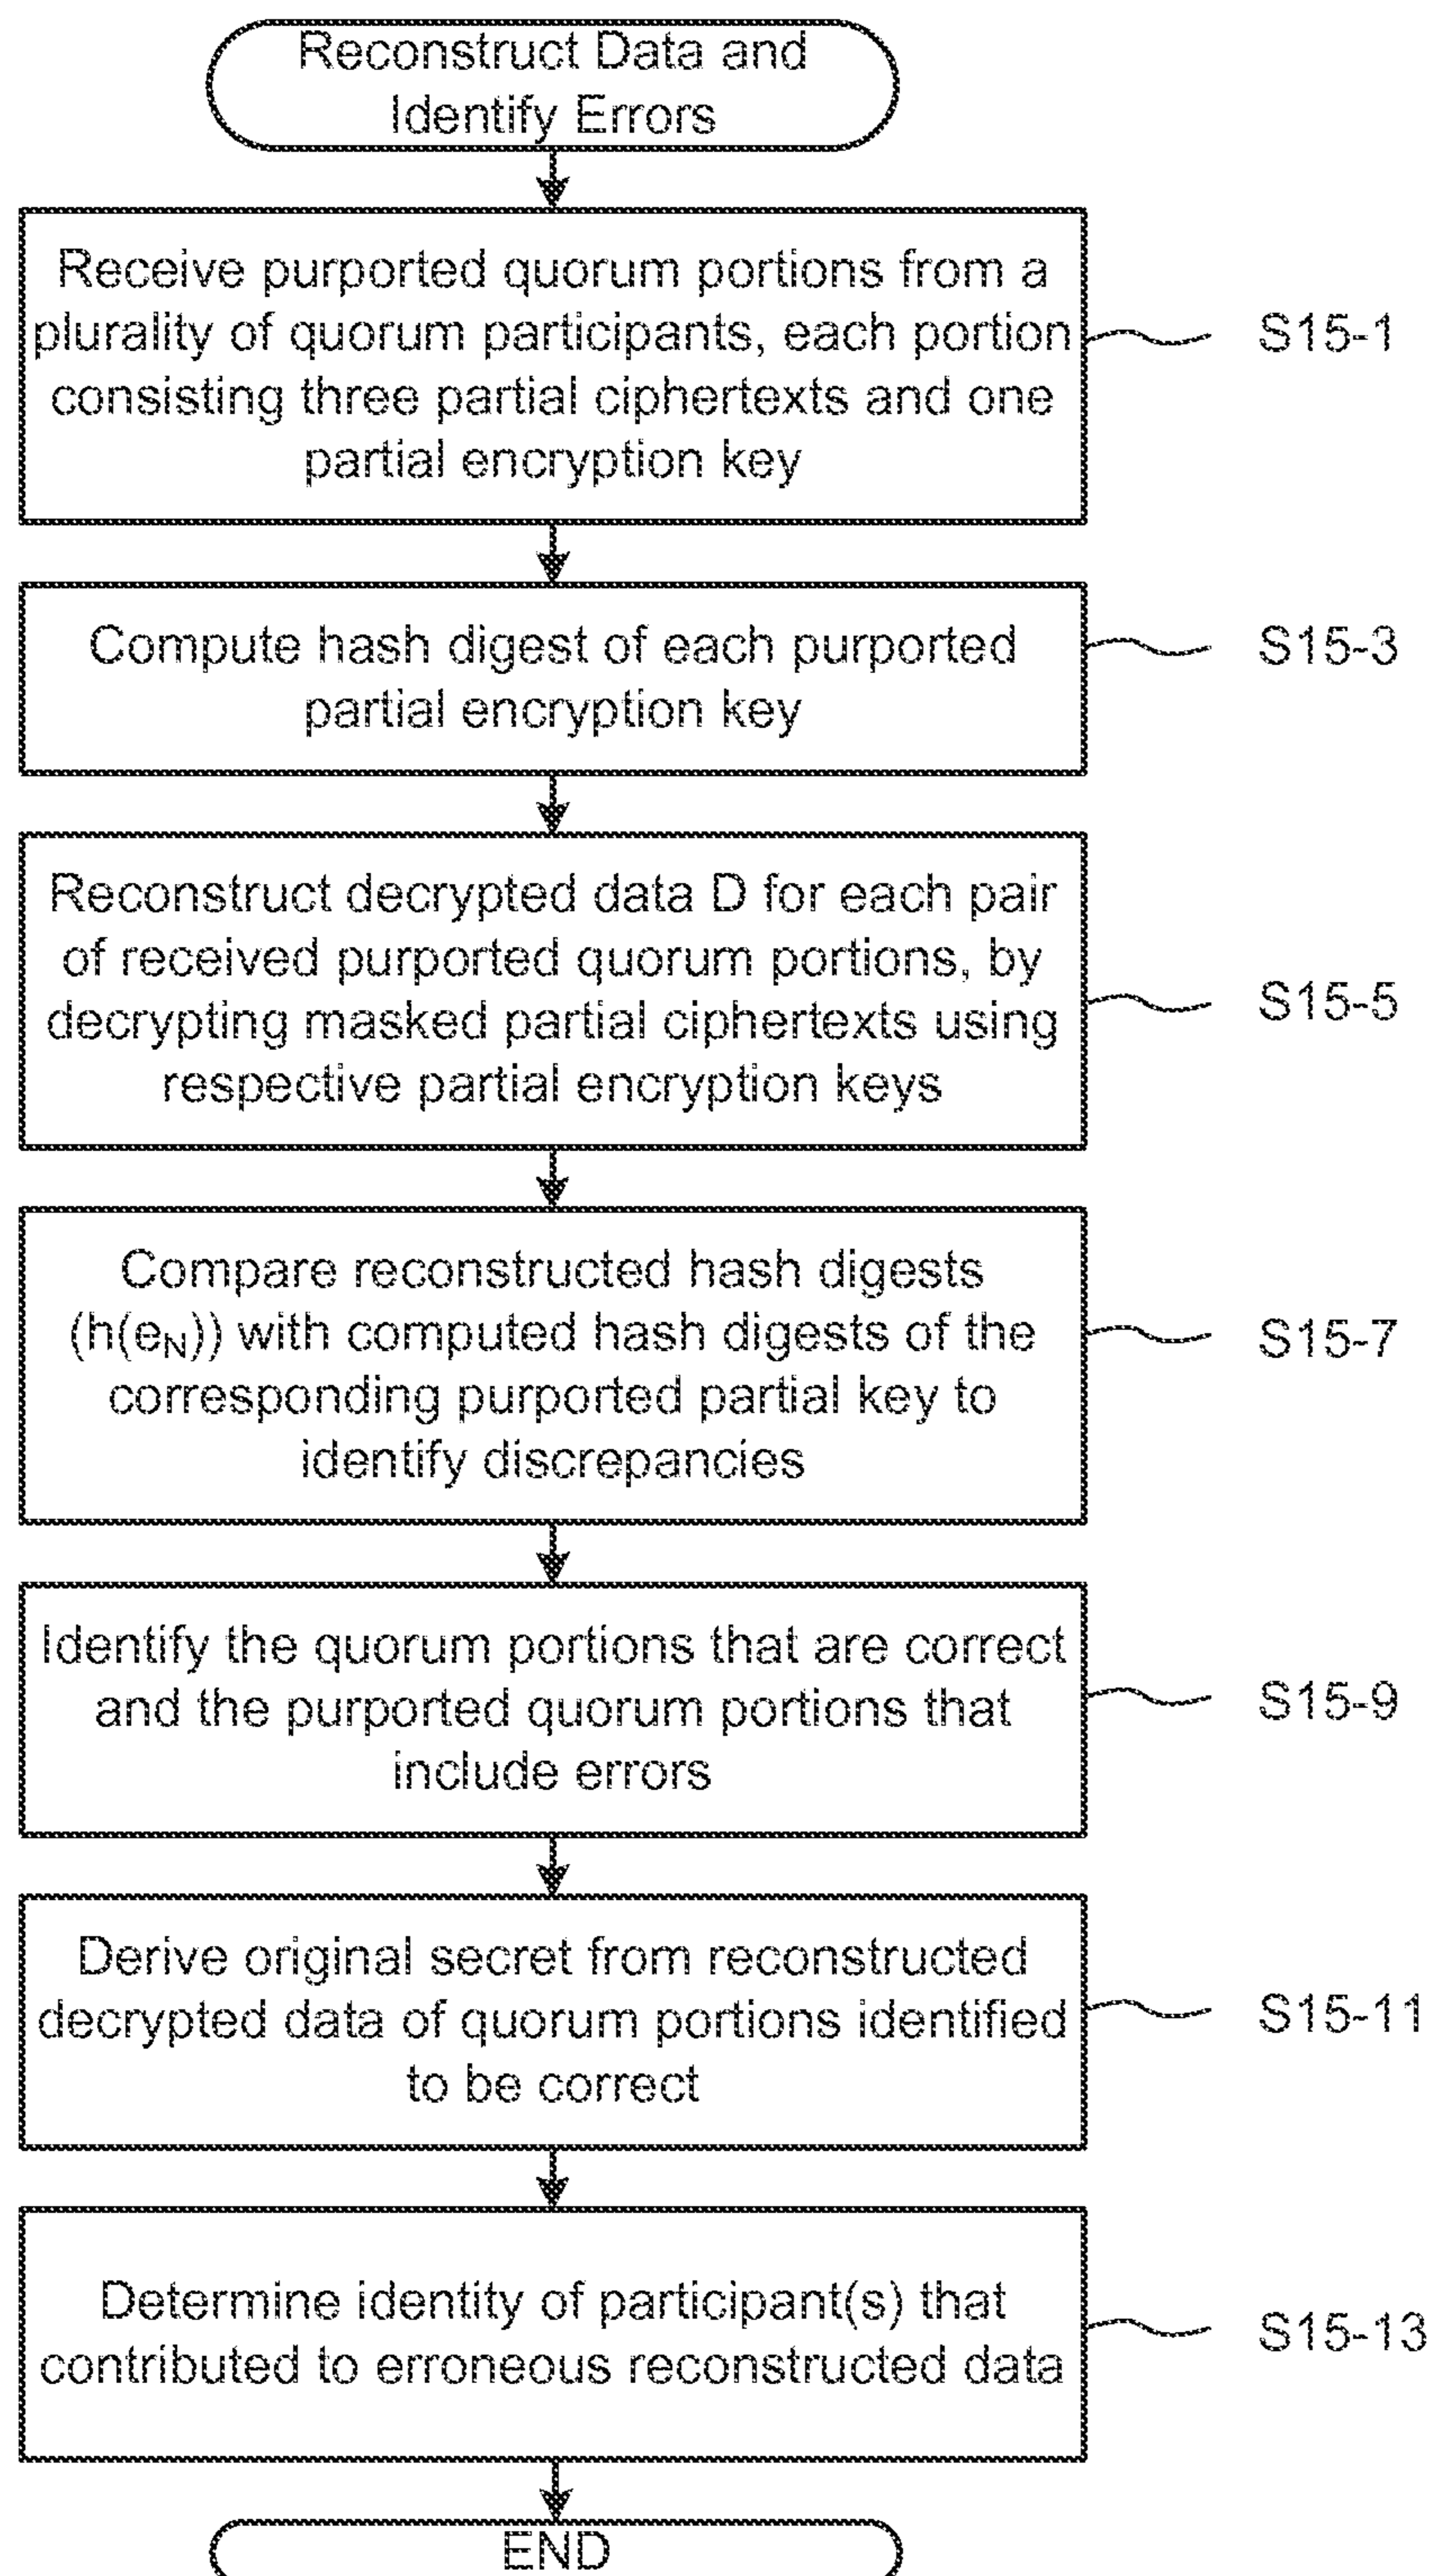 Reconstruct Data and
Identify Errors
Receive purported quorum portions from a
plurality of quorum participants, each portion
consisting three partial ciphertexts and one
partial encryption key
S15-1
Compute hash digest of each purported
partial encryption key
S15-3
Reconstruct decrypted data D for each pair
of received purported quorum portions, by
decrypting masked partial ciphertexts using
respective partial encryption keys
S15-5
Compare reconstructed hash digests
(h(eN)) with computed hash digests of the
corresponding purported partial key to
identify discrepancies
S15-7
Identify the quorum portions that are correct
and the purported quorum portions that
include errors
S15-9
Derive original secret from reconstructed
decrypted data of quorum portions identified
to be correct
S15-11
Determine identity of participant(s) that
contributed to erroneous reconstructed data
S15-13
END